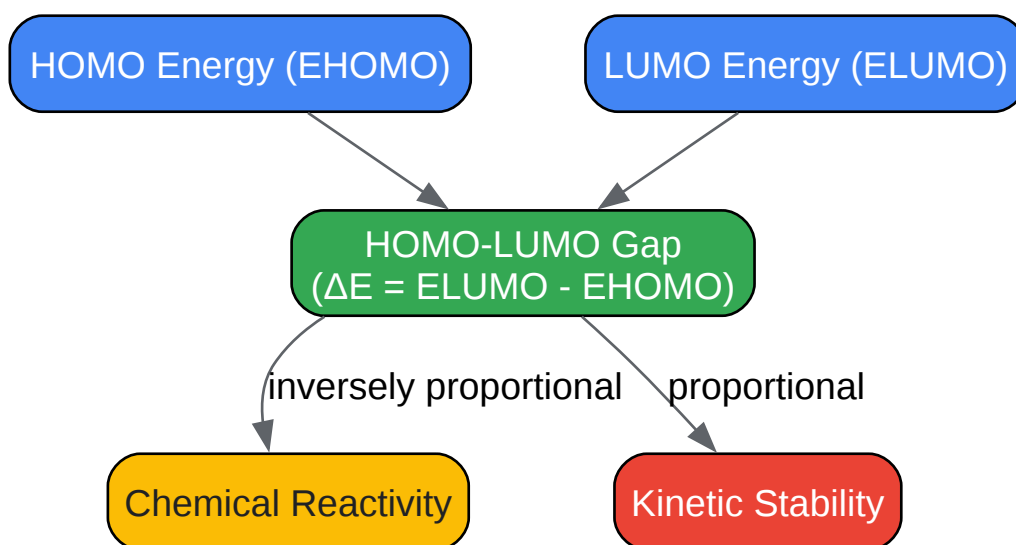 HOMO Energy (EHOMO)
LUMO Energy (ELUMO)
HOMO-LUMO Gap
(ΔE = ELUMO - EHOMO)
inversely proportional
proportional
Chemical Reactivity
Kinetic Stability